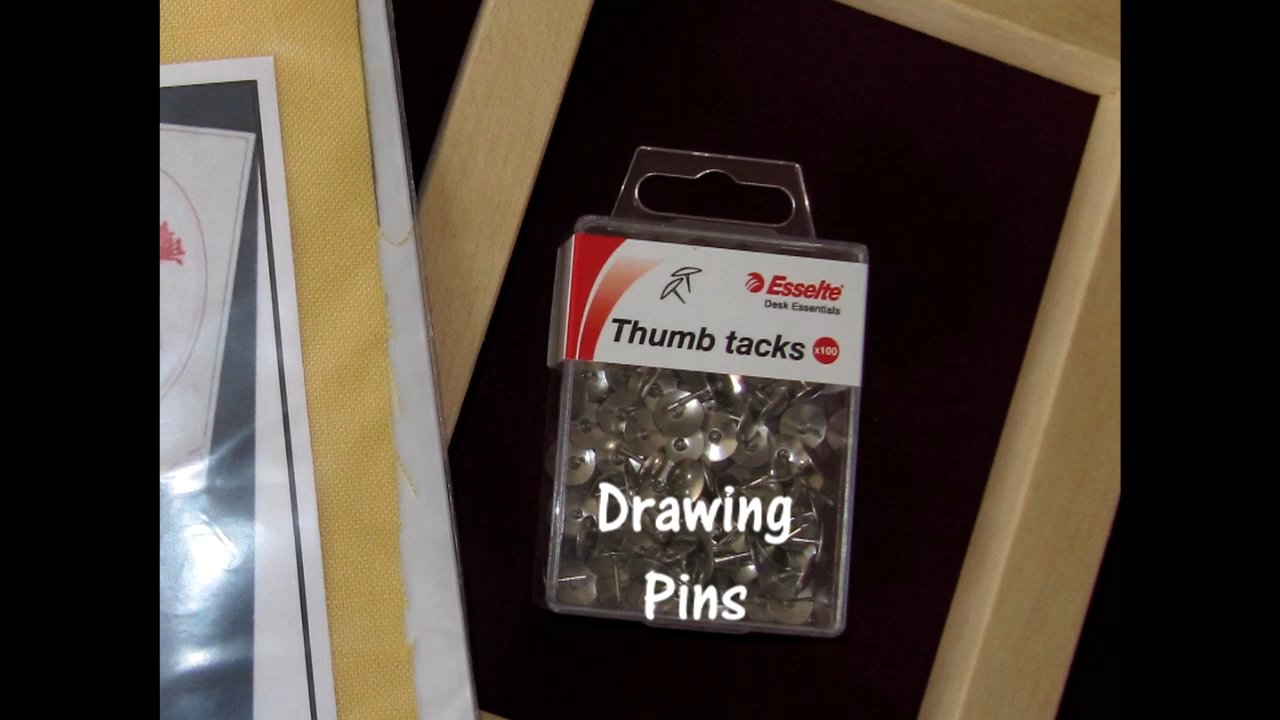 Esselte
Desk Essentials
Thumb tacks x100
Drawing
Pins